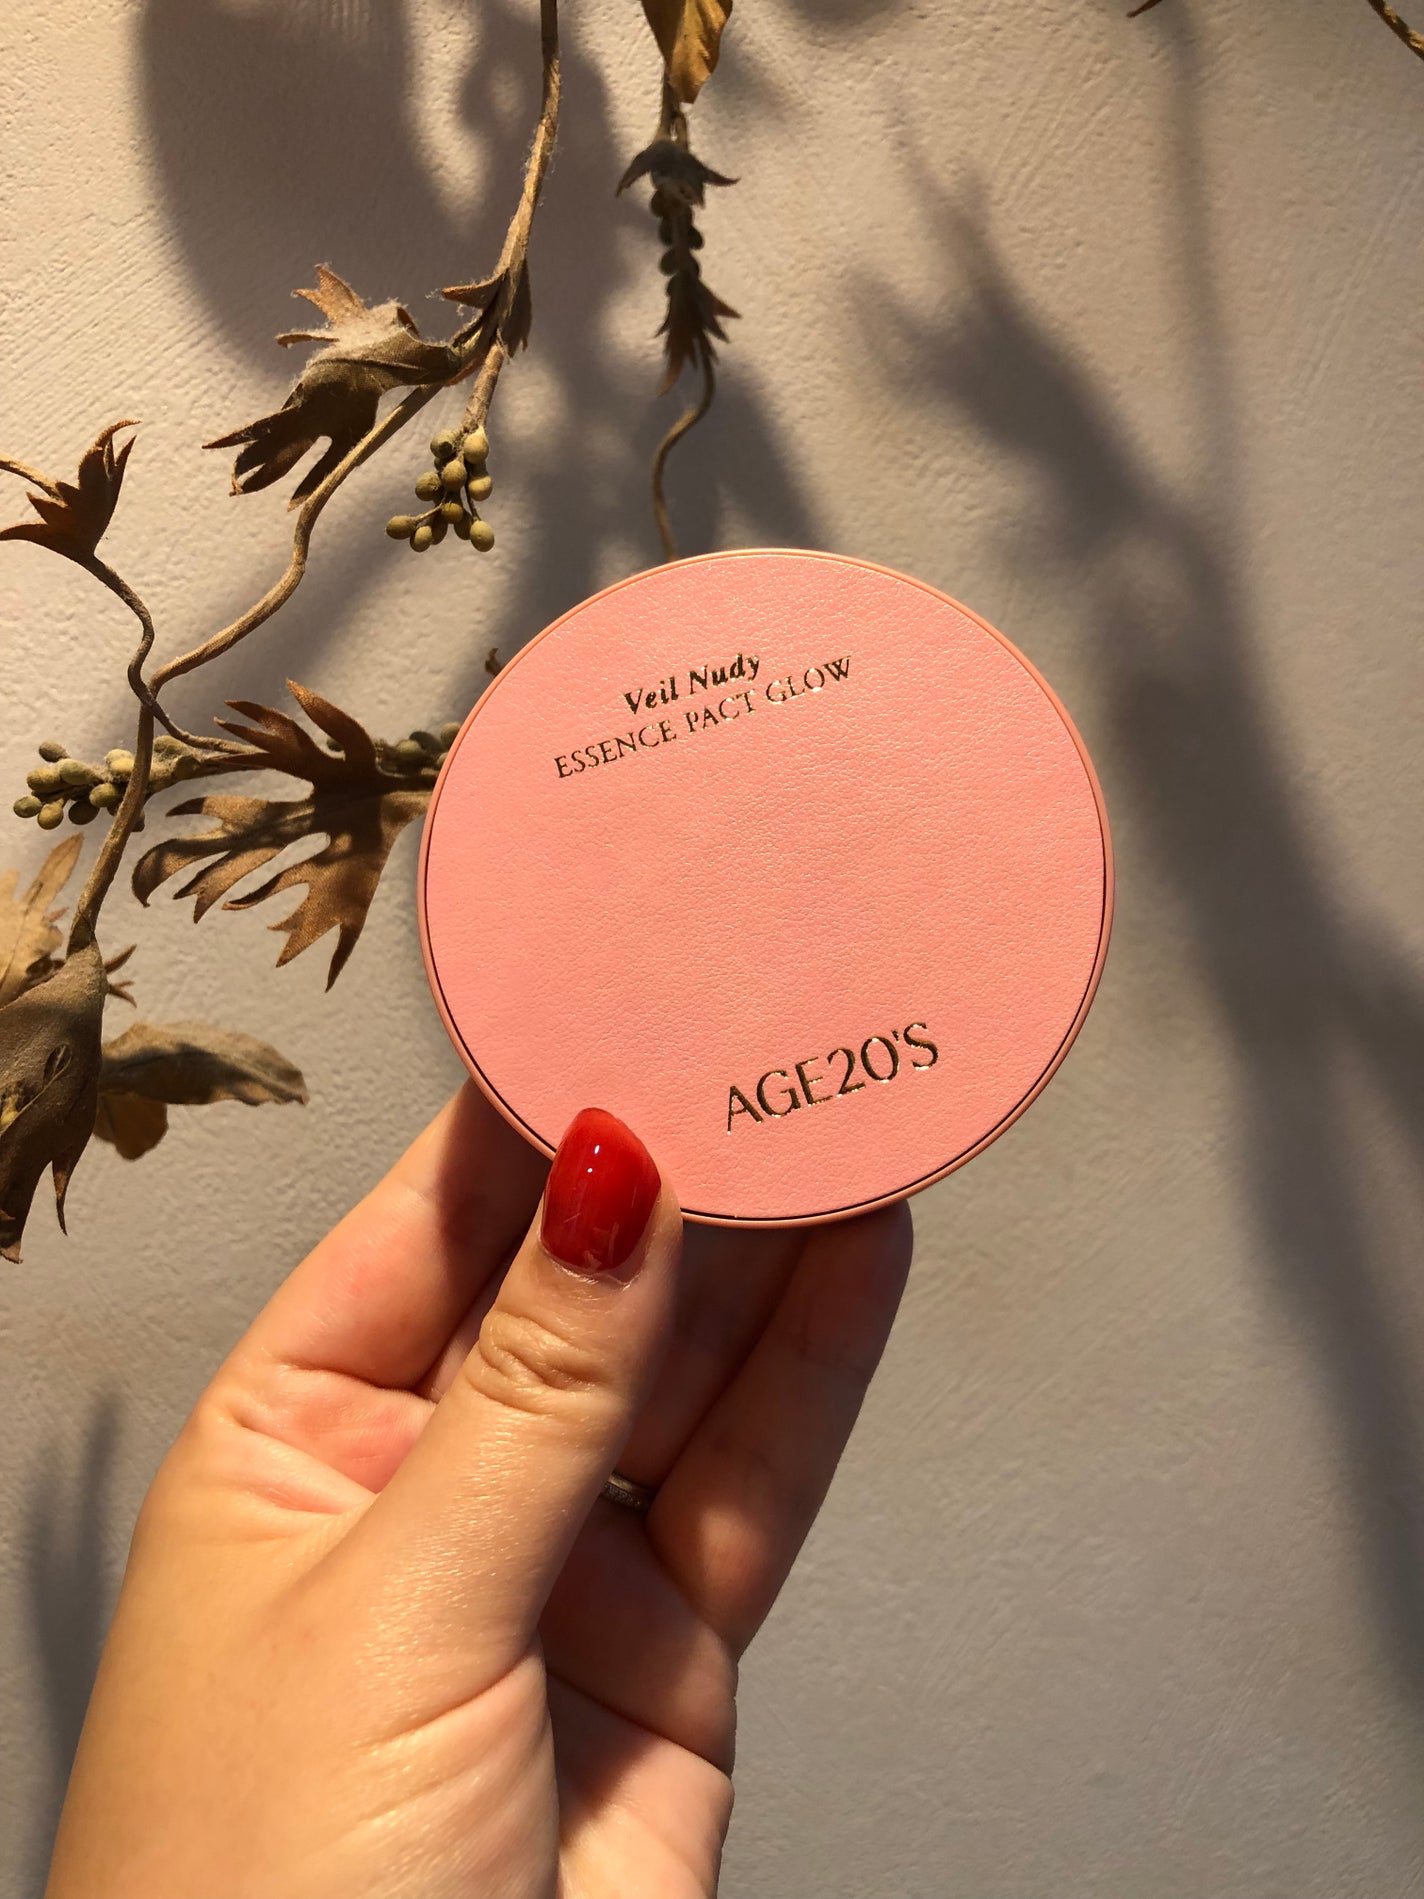 Veil Nudy
ESSENCE PACT GLOW
AGE20'S